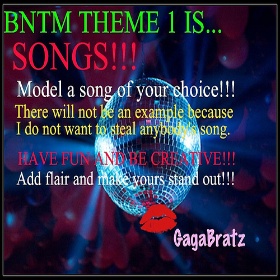 BNTM THEME 1 IS...
SONGS!!!
Model a song of your choice!!!
There will not be an example because
I do not want to steal anybody's song.
HAVE FUN AND BE CREATIVE!!!
Add flair and make yours stand out!!!
GagaBratz